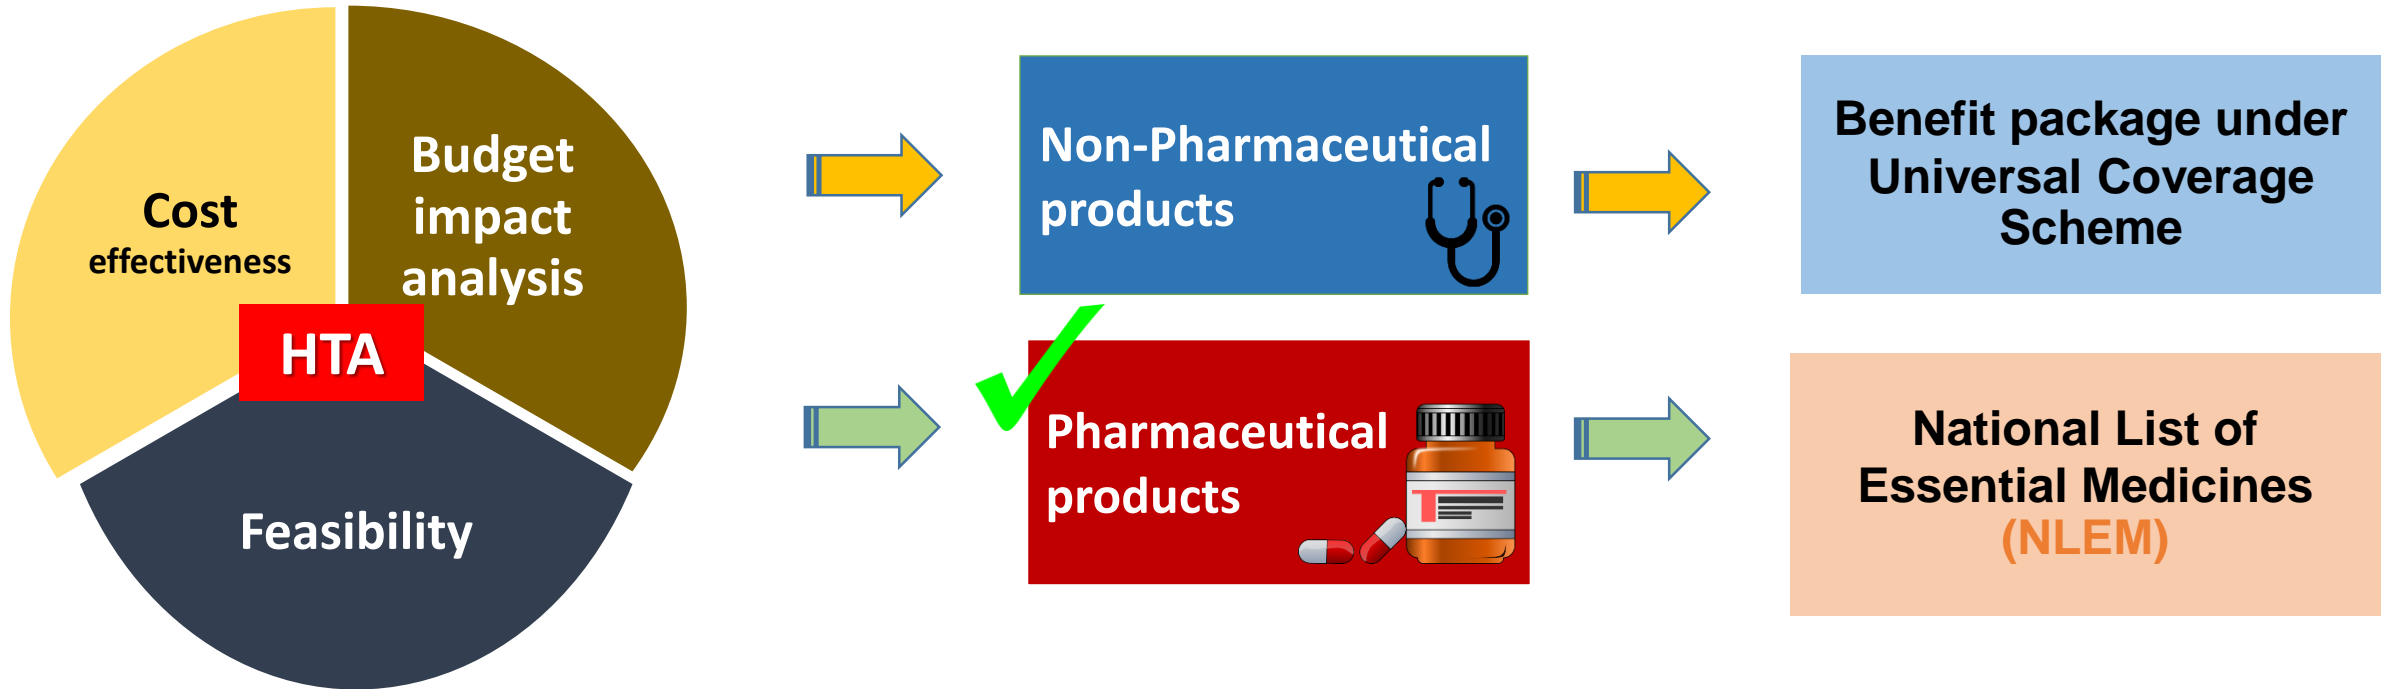 Cost
effectiveness
Budget
impact
analysis
HTA
Feasibility
Non-Pharmaceutical
products
Pharmaceutical
products
Benefit package under
Universal Coverage
Scheme
National List of
Essential Medicines
(NLEM)